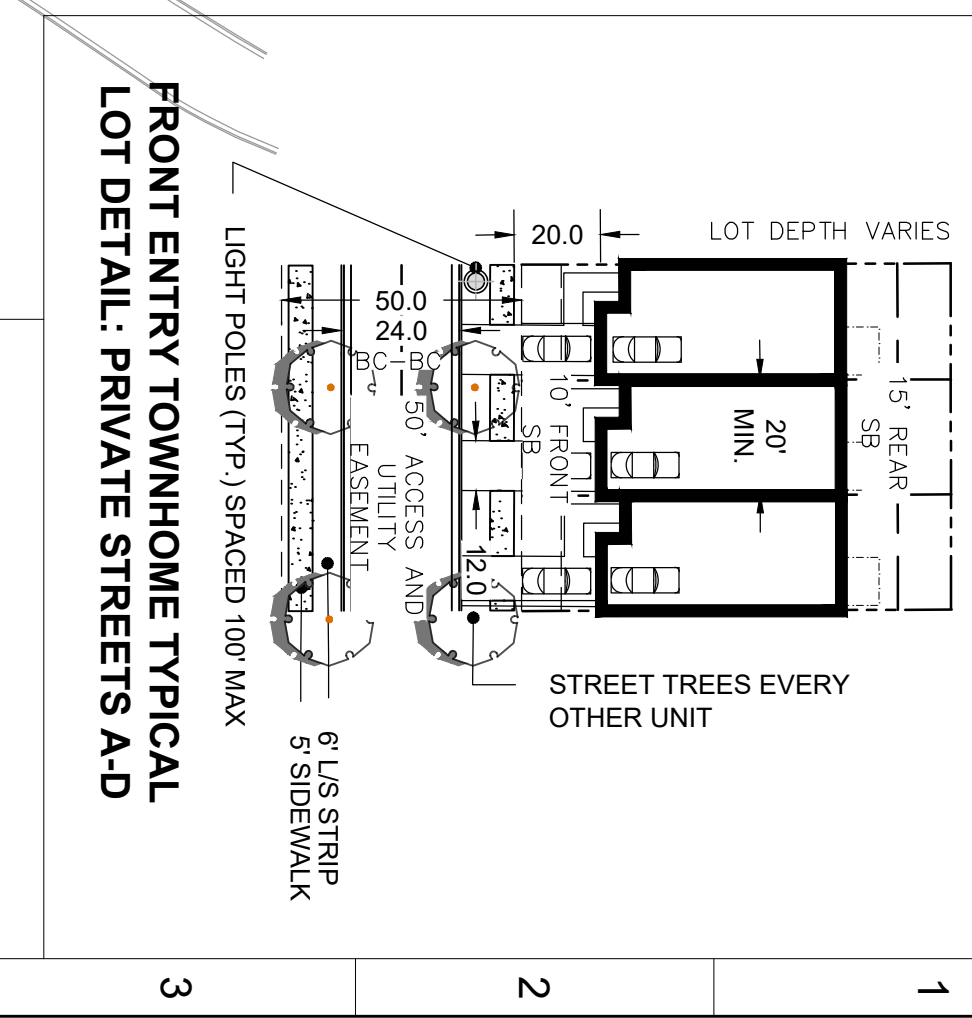 FRONT ENTRY TOWNHOME TYPICAL
LOT DETAIL: PRIVATE STREETS A-D
LIGHT POLES (TYP.) SPACED 100' MAX
LOT DEPTH VARIES
20.0
50.0
24.0
BC-BC
50' ACCESS AND
UTILITY
EASEMENT
10' FRONT
SB
20'
MIN.
15' REAR
SB
12.0
STREET TREES EVERY
OTHER UNIT
6' L/S STRIP
5' SIDEWALK
3
2
1